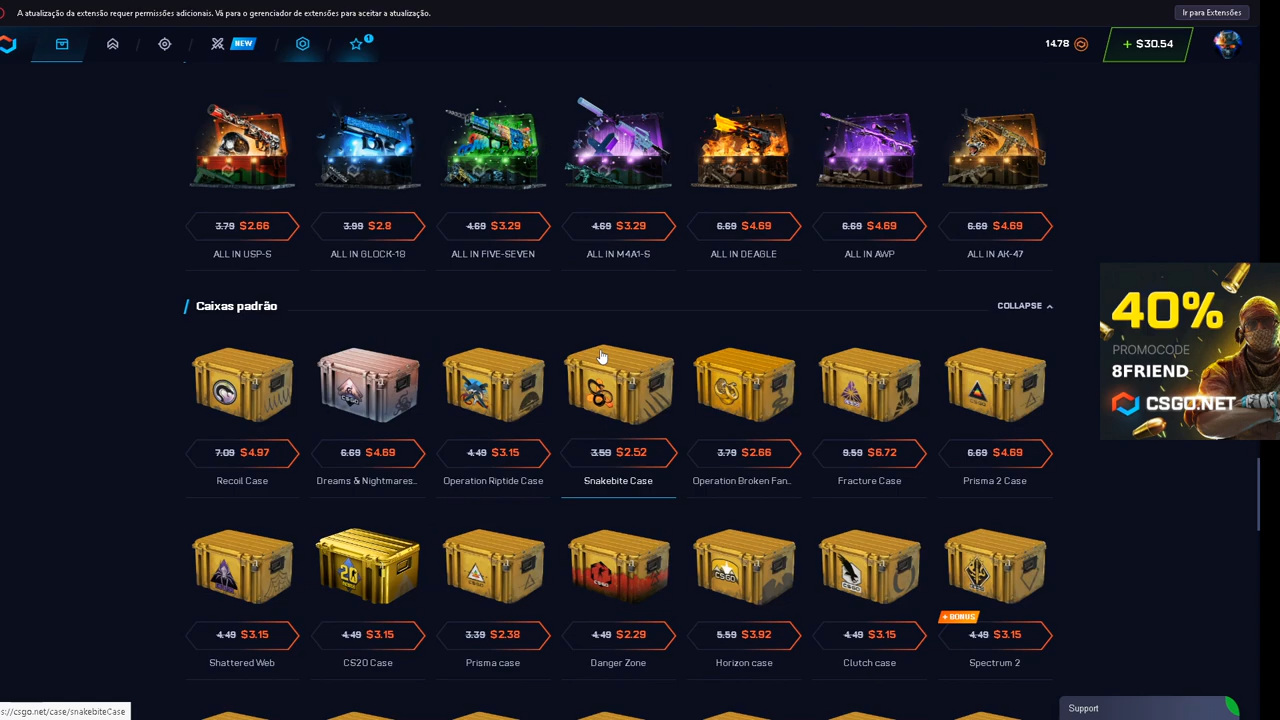 A atualização da extensão requer permissões adicionais. Vá para o gerenciador de extensões para aceitar a atualização.
Ir para Extensões
NEW
1
14.78
+ $30.54
3.79 $2.66
3.99 $2.8
4.69 $3.29
4.69 $3.29
6.69 $4.69
6.69 $4.69
6.69 $4.69
ALL IN USP-S
ALL IN GLOCK-18
ALL IN FIVE-SEVEN
ALL IN M4A1-S
ALL IN DEAGLE
ALL IN AWP
ALL IN AK-47
Caixas padrão
COLLAPSE
40%
PROMOCODE
8FRIEND
CSGO.NET
7.09 $4.97
6.69 $4.69
4.49 $3.15
3.59 $2.52
3.79 $2.66
9.59 $6.72
6.69 $4.69
Recoil Case
Dreams & Nightmares..
Operation Riptide Case
Snakebite Case
Operation Broken Fan..
Fracture Case
Prisma 2 Case
+ BONUS
4.49 $3.15
4.49 $3.15
3.39 $2.38
4.49 $2.29
5.59 $3.92
4.49 $3.15
4.49 $3.15
Shattered Web
CS20 Case
Prisma case
Danger Zone
Horizon case
Clutch case
Spectrum 2
s://csgo.net/case/snakebiteCase
Support